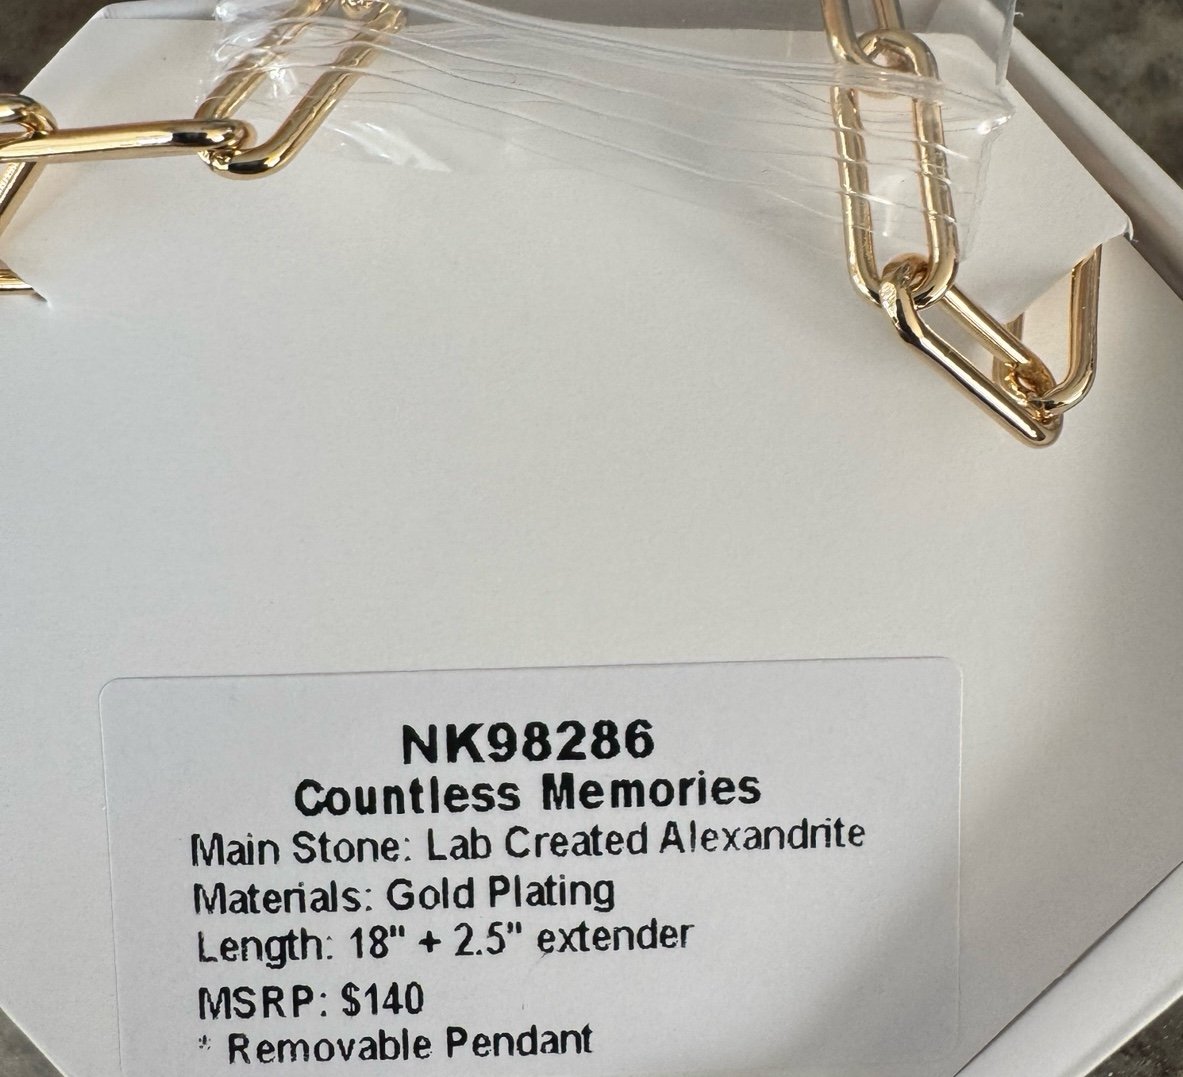 NK98286
Countless Memories
Main Stone: Lab Created Alexandrite
Materials: Gold Plating
Length: 18" + 2.5" extender
MSRP: $140
* Removable Pendant